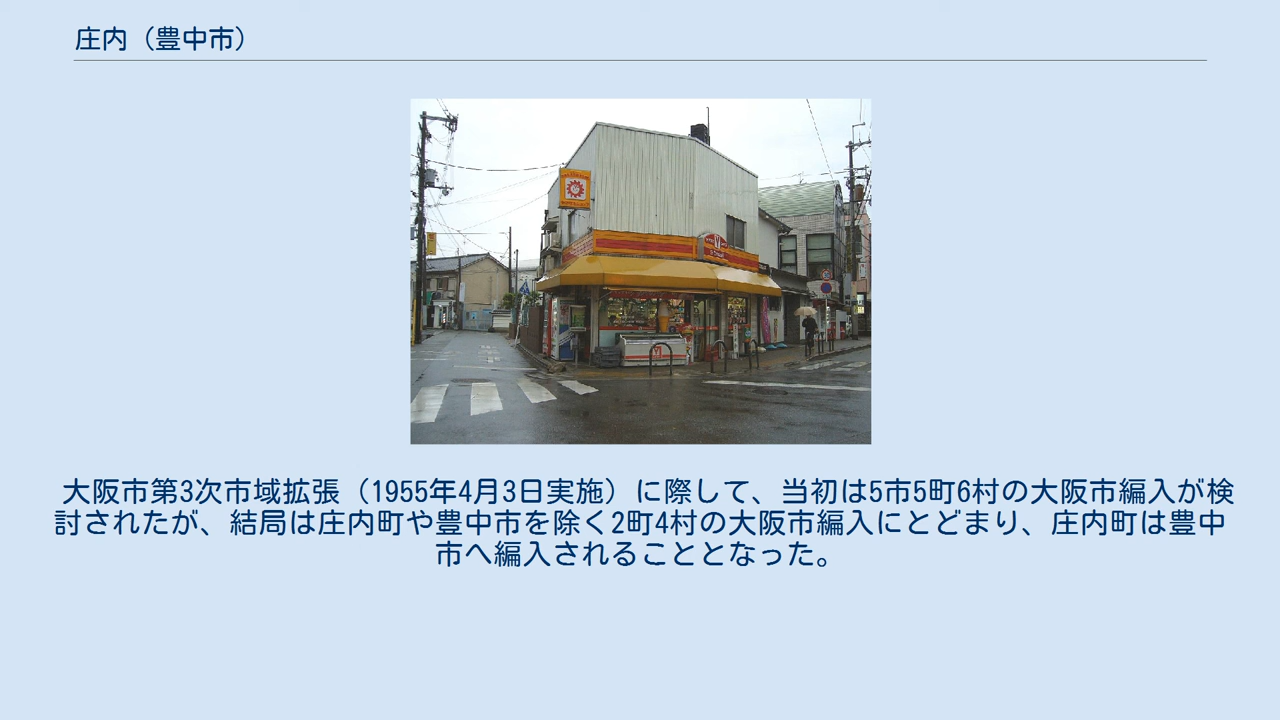 庄内（豊中市）
大阪市第3次市域拡張（1955年4月3日実施）に際して、当初は5市5町6村の大阪市編入が検
討されたが、結局は庄内町や豊中市を除く2町4村の大阪市編入にとどまり、庄内町は豊中
市へ編入されることとなった。